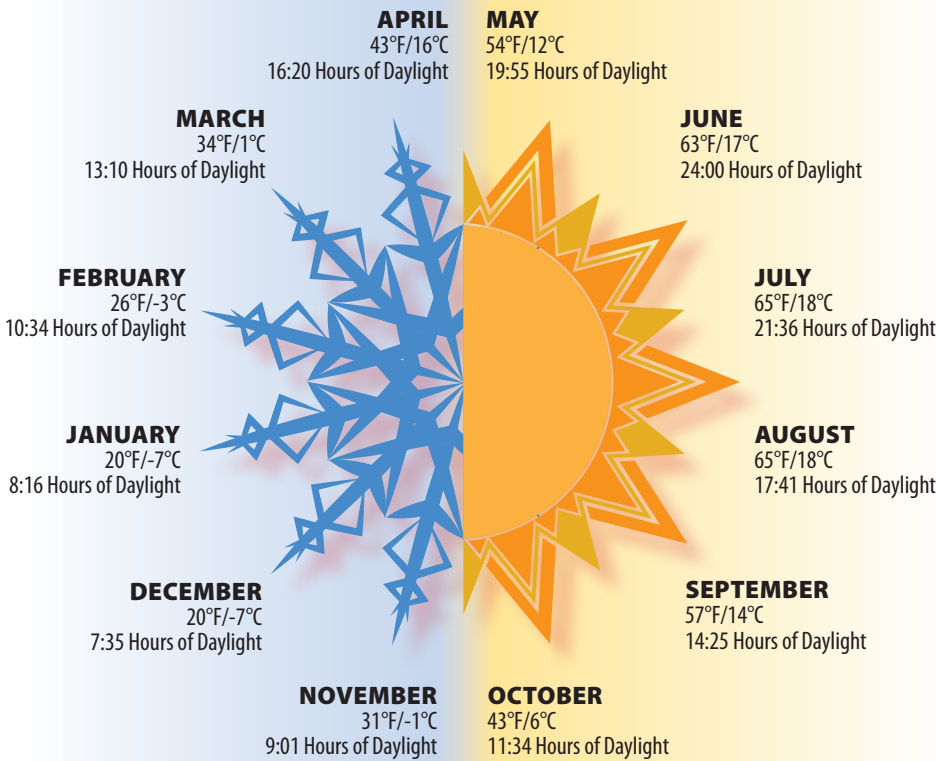 APRIL
43°F/16°C
16:20 Hours of Daylight
MAY
54°F/12°C
19:55 Hours of Daylight
JUNE
63°F/17°C
24:00 Hours of Daylight
JULY
65°F/18°C
21:36 Hours of Daylight
AUGUST
65°F/18°C
17:41 Hours of Daylight
SEPTEMBER
57°F/14°C
14:25 Hours of Daylight
OCTOBER
43°F/6°C
11:34 Hours of Daylight
NOVEMBER
31°F/-1°C
9:01 Hours of Daylight
DECEMBER
20°F/-7°C
7:35 Hours of Daylight
JANUARY
20°F/-7°C
8:16 Hours of Daylight
FEBRUARY
26°F/-3°C
10:34 Hours of Daylight
MARCH
34°F/1°C
13:10 Hours of Daylight